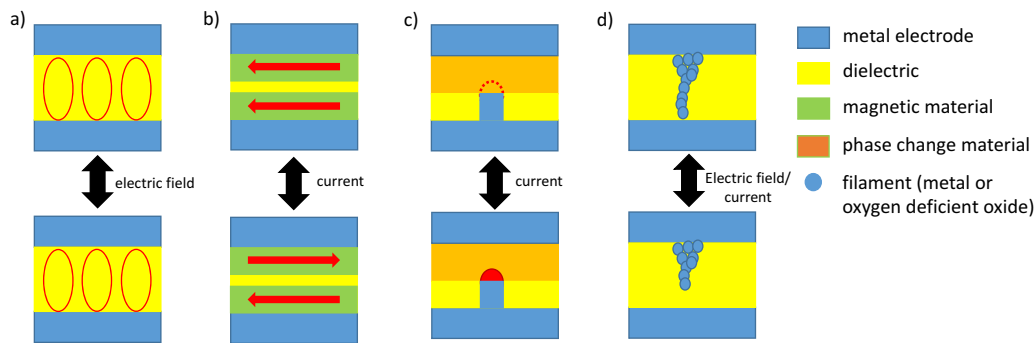 a)
b)
c)
d)
electric field
current
current
Electric field/
current
metal electrode
dielectric
magnetic material
phase change material
filament (metal or
oxygen deficient oxide)